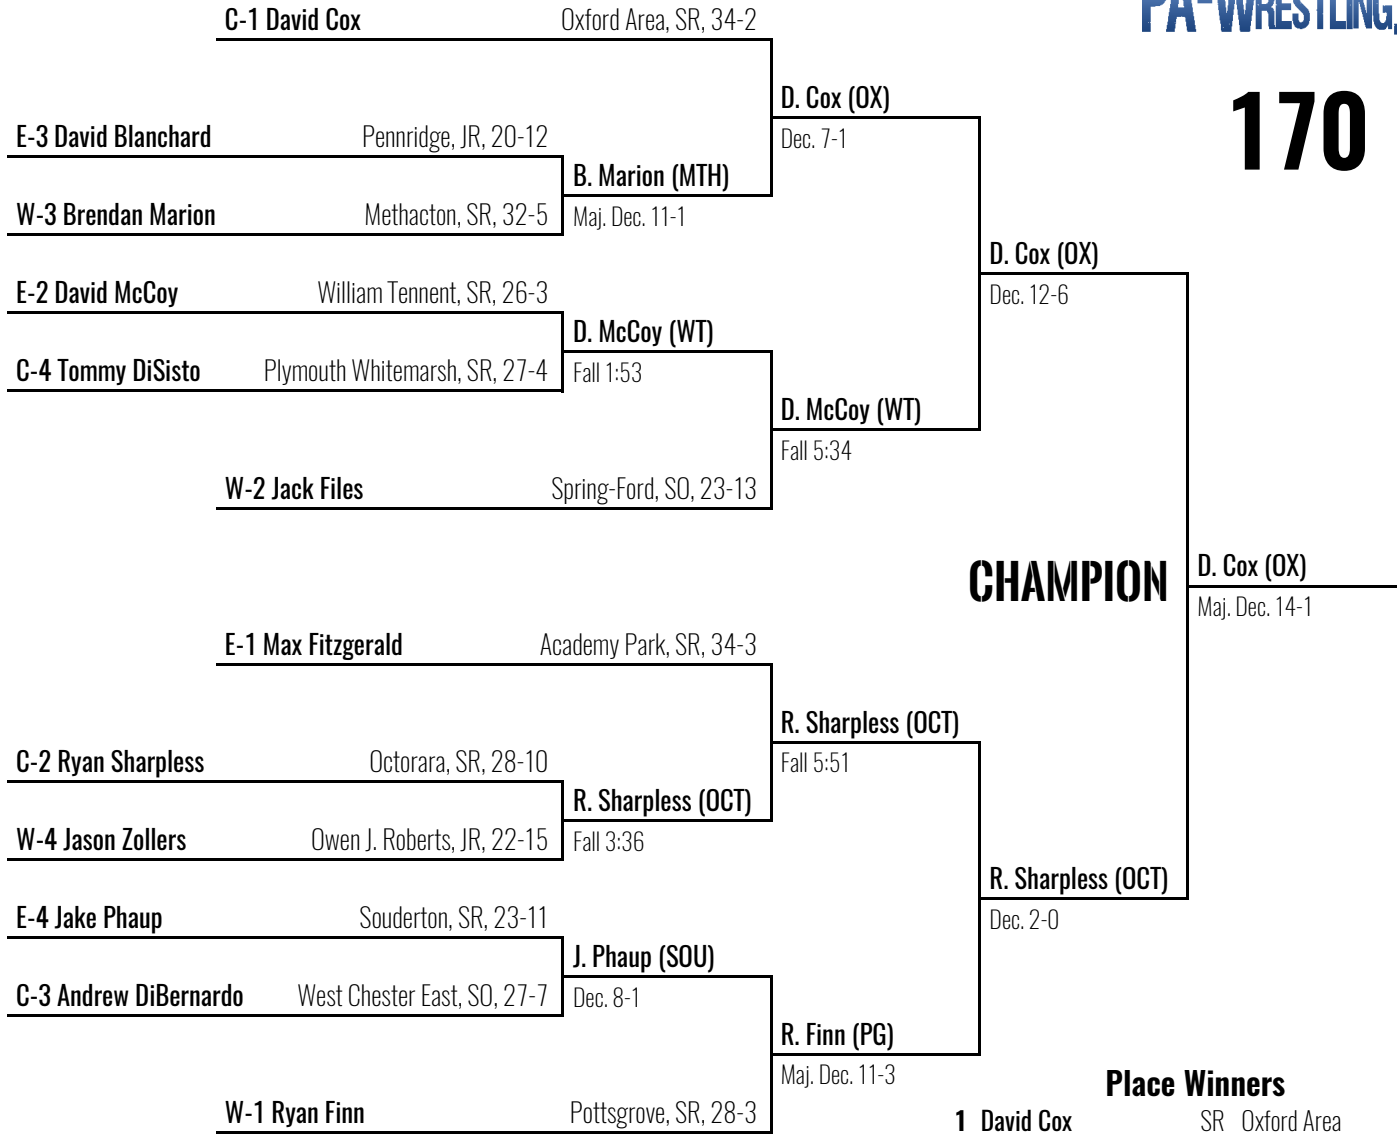 C-1 David Cox Oxford Area, SR, 34-2
PA-WRESTLING
170
D. Cox (OX)
Dec. 7-1
E-3 David Blanchard Pennridge, JR, 20-12
B. Marion (MTH)
Maj. Dec. 11-1
W-3 Brendan Marion Methacton, SR, 32-5
D. Cox (OX)
Dec. 12-6
E-2 David McCoy William Tennent, SR, 26-3
D. McCoy (WT)
Fall 1:53
C-4 Tommy DiSisto Plymouth Whitemarsh, SR, 27-4
D. McCoy (WT)
Fall 5:34
W-2 Jack Files Spring-Ford, SO, 23-13
CHAMPION
D. Cox (OX)
Maj. Dec. 14-1
E-1 Max Fitzgerald Academy Park, SR, 34-3
R. Sharpless (OCT)
Fall 5:51
C-2 Ryan Sharpless Octorara, SR, 28-10
R. Sharpless (OCT)
Fall 3:36
W-4 Jason Zollers Owen J. Roberts, JR, 22-15
R. Sharpless (OCT)
Dec. 2-0
E-4 Jake Phaup Souderton, SR, 23-11
J. Phaup (SOU)
Dec. 8-1
C-3 Andrew DiBernardo West Chester East, SO, 27-7
R. Finn (PG)
Maj. Dec. 11-3
W-1 Ryan Finn Pottsgrove, SR, 28-3
Place Winners
1 David Cox SR Oxford Area